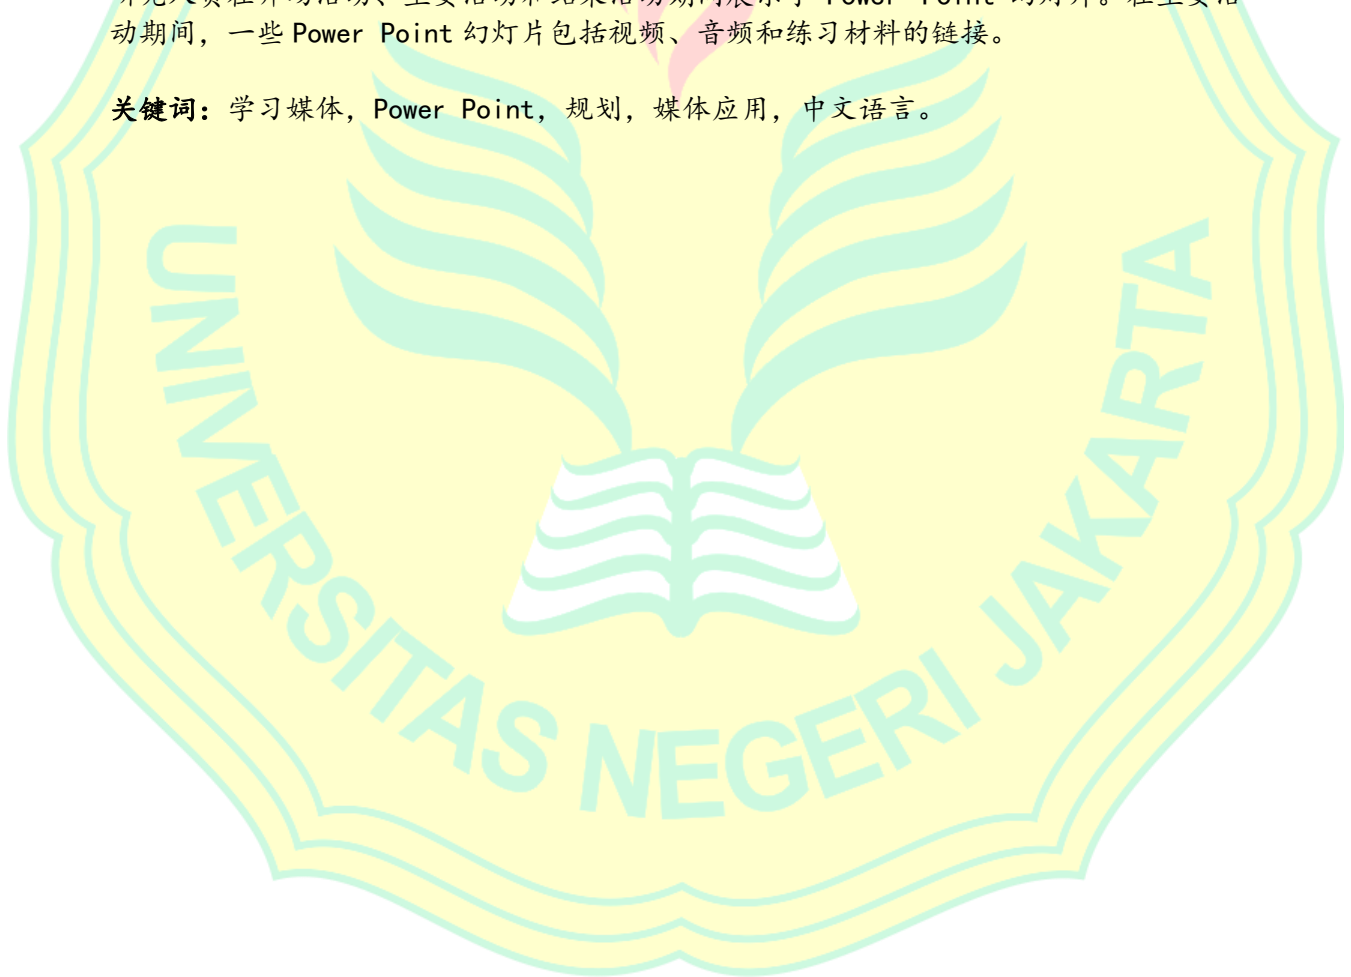 动期间，一些 Power Point 幻灯片包括视频、音频和练习材料的链接。
关键词：学习媒体，Power Point，规划，媒体应用，中文语言。
UNIVERSITAS NEGERI JAKARTA